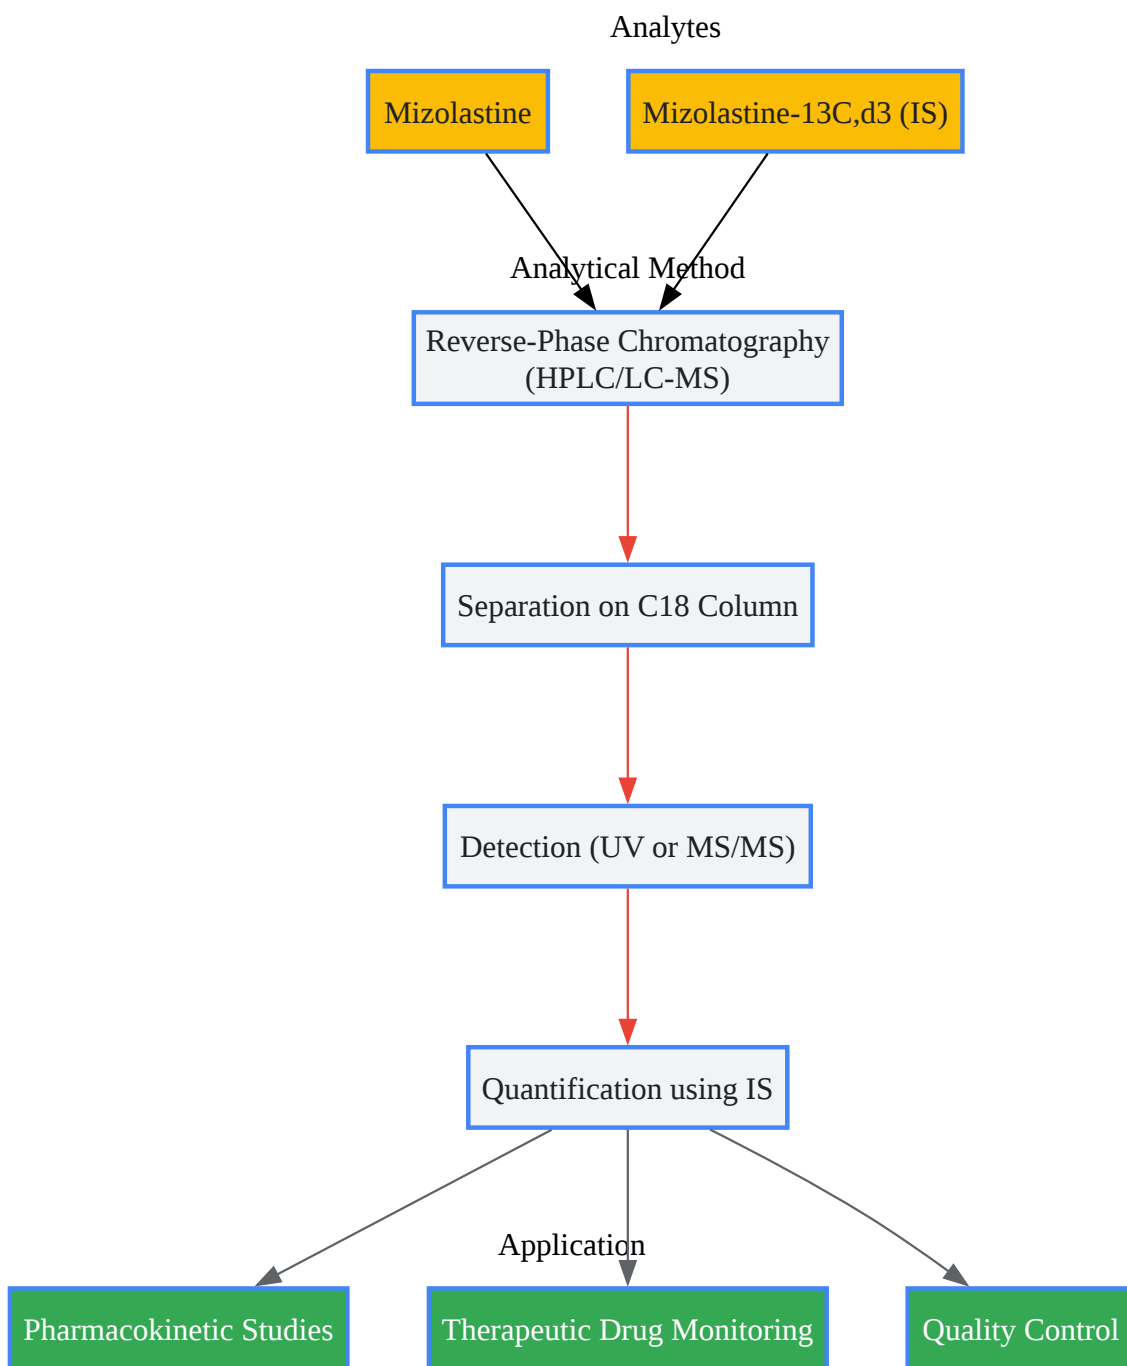 Analytes
Mizolastine
Mizolastine-13C,d3 (IS)
Analytical Method
Reverse-Phase Chromatography
(HPLC/LC-MS)
Separation on C18 Column
Detection (UV or MS/MS)
Quantification using IS
Application
Pharmacokinetic Studies
Therapeutic Drug Monitoring
Quality Control